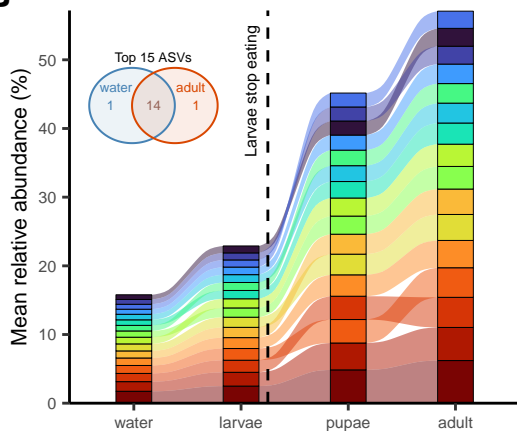 Top 15 ASVs
water adult
1 14 1
Larvae stop eating
Mean relative abundance (%)
50
40
30
20
10
0
water larvae pupae adult